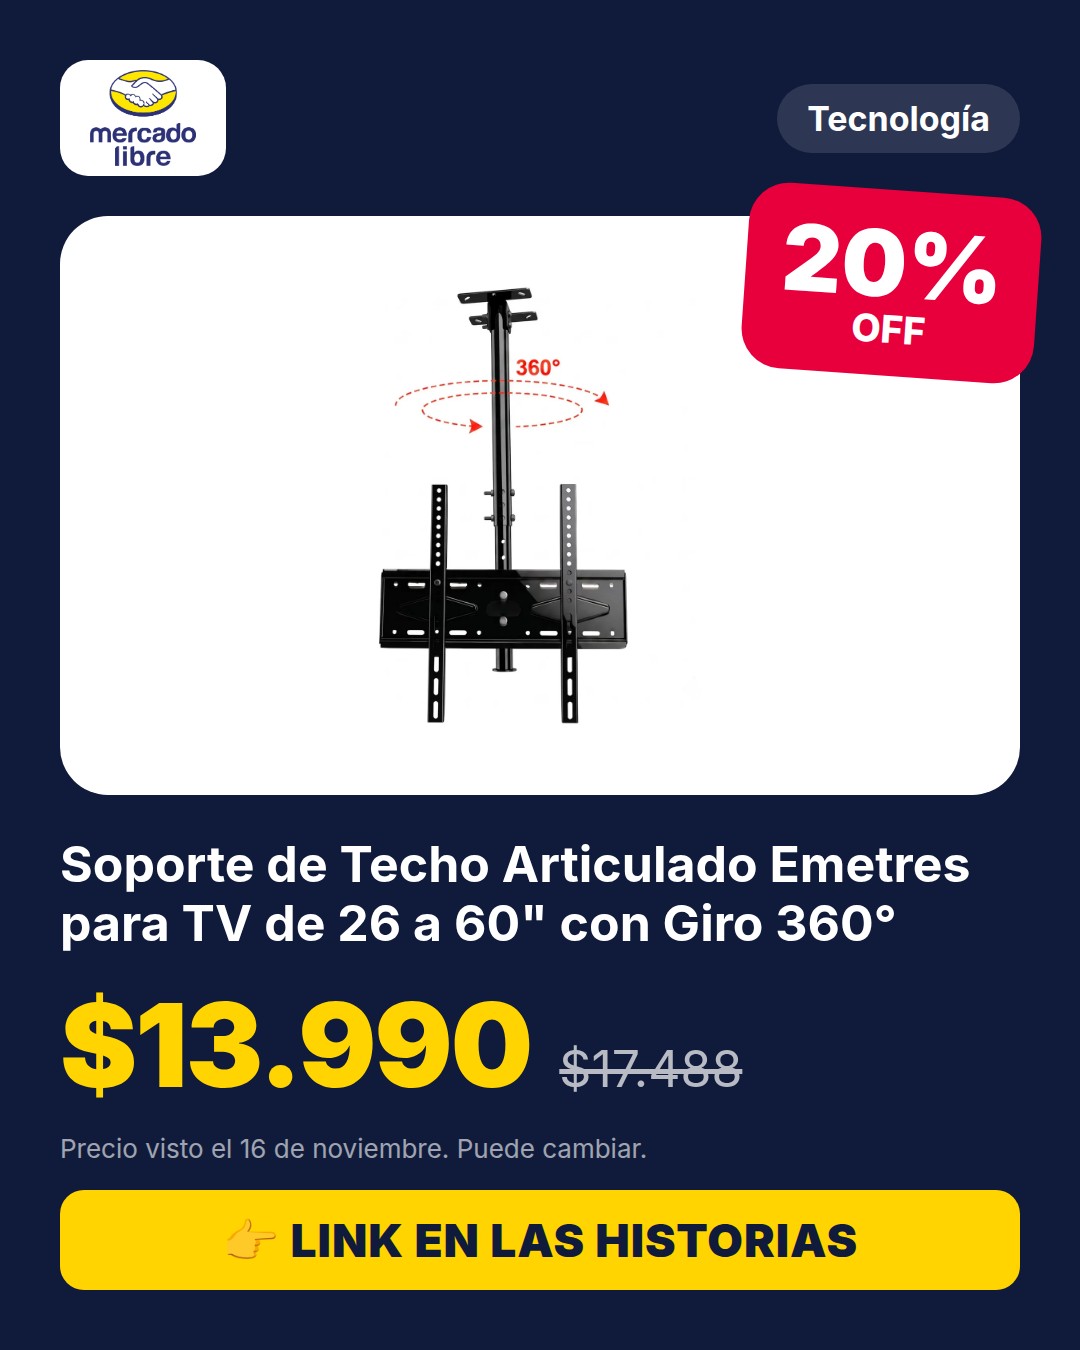 mercado
libre
Tecnología
20%
OFF
360°
Soporte de Techo Articulado Emetres
para TV de 26 a 60" con Giro 360°
$13.990 $17.488
Precio visto el 16 de noviembre. Puede cambiar.
👉 LINK EN LAS HISTORIAS